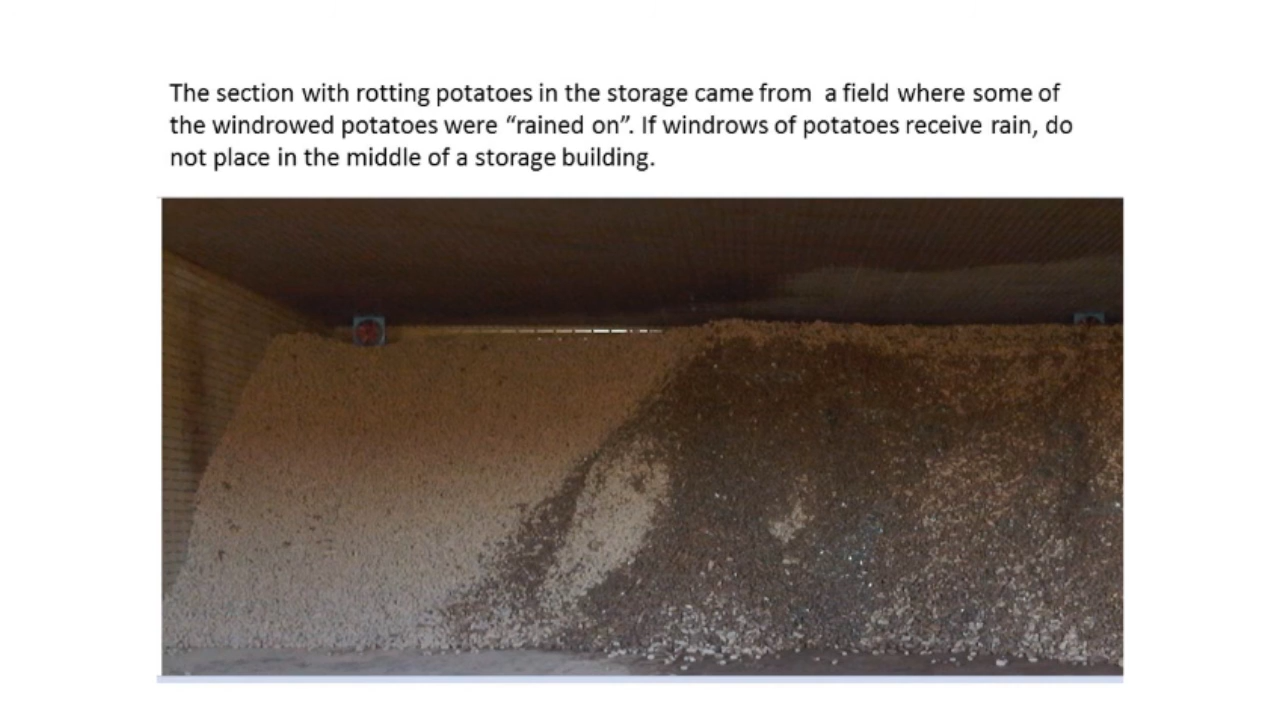 The section with rotting potatoes in the storage came from  a field where some of
the windrowed potatoes were “rained on”. If windrows of potatoes receive rain, do
not place in the middle of a storage building.